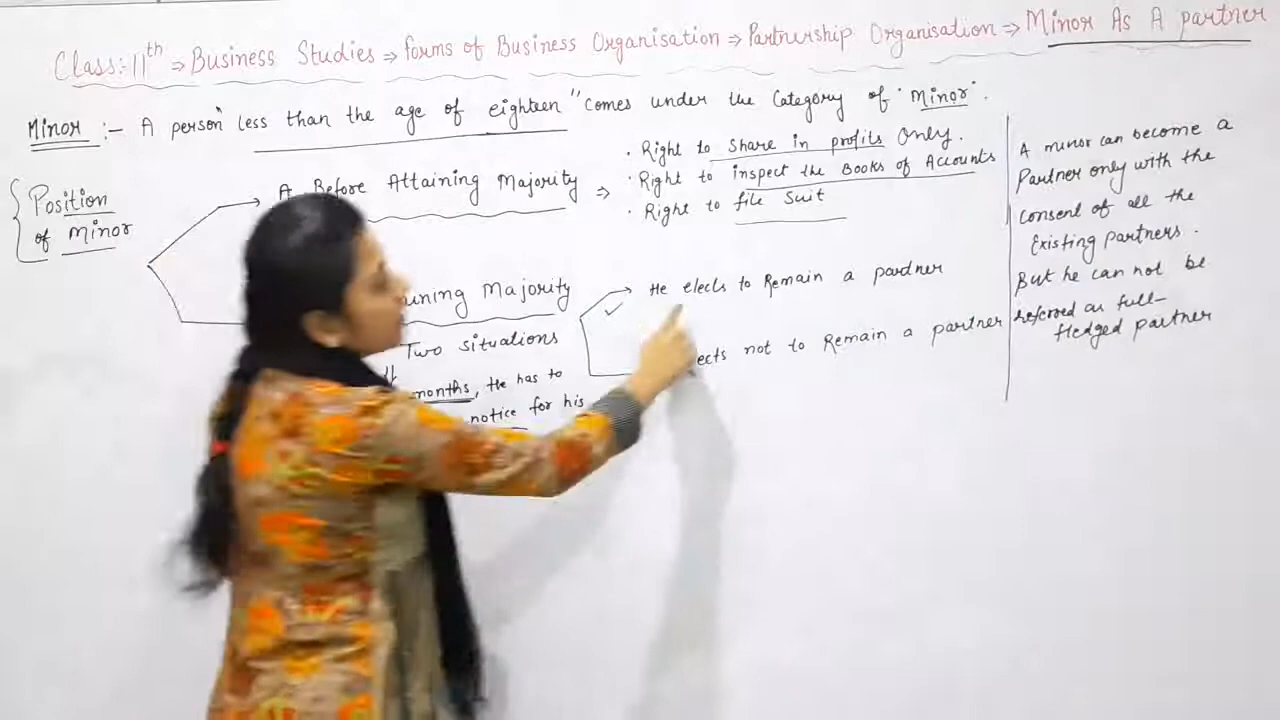 Class: 11th ⇒ Business Studies ⇒ forms of Business Organisation ⇒ Partnership Organisation ⇒ Minor As A partner
Minor :- A person "less than the age of eighteen" comes under the Category of "Minor".
Position
of Minor
A Before Attaining Majority ⇒
. Right to share in profits Only.
. Right to inspect the Books of Accounts
. Right to file suit
Majority
Two situations
months, He has to
notice for his
He elects to Remain a partner
not to Remain a partner
A minor can become a
Partner only with the
consent of all the
Existing partners.
But he can not be
referred as full-
fledged partner